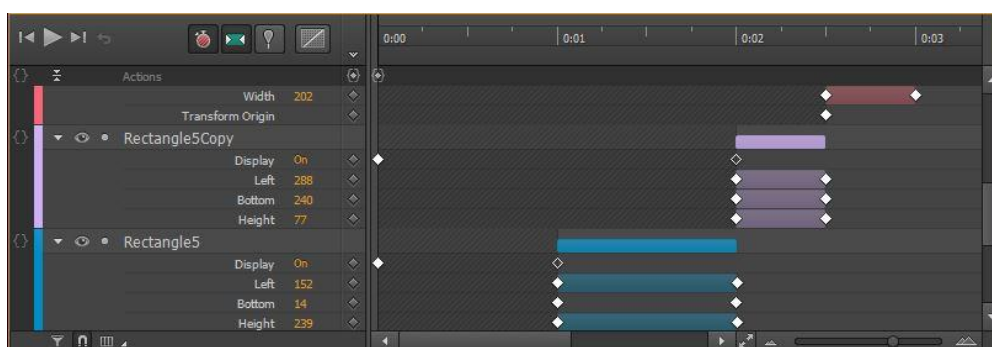 0:00 0:01 0:02 0:03
{} Actions
Width 202
Transform Origin
{} Rectangle5Copy
Display On
Left 288
Bottom 240
Height 77
{} Rectangle5
Display On
Left 152
Bottom 14
Height 239